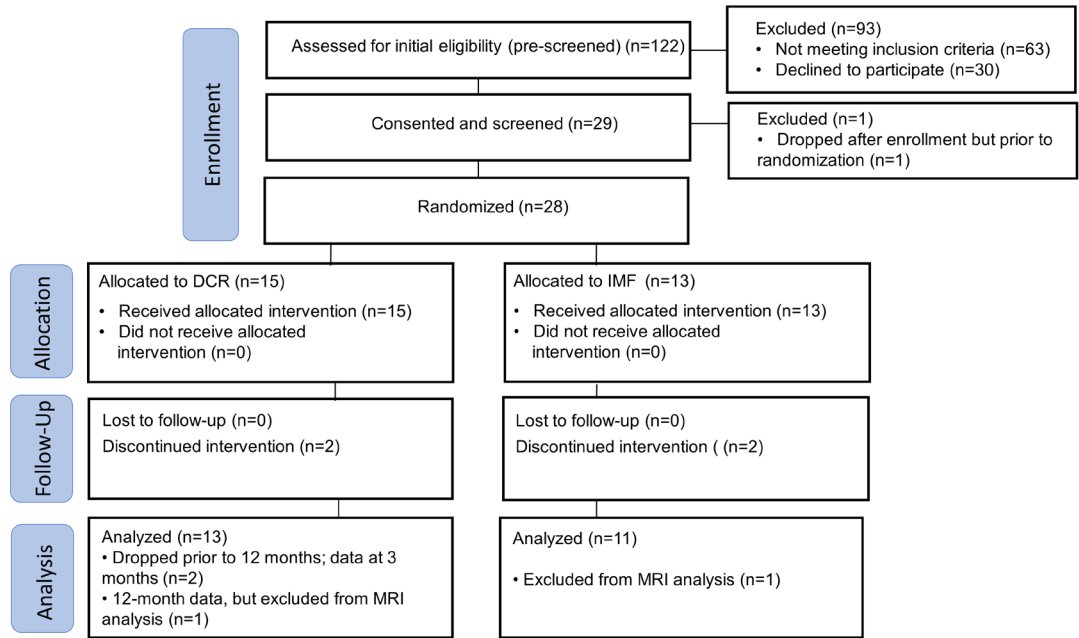 Enrollment
Assessed for initial eligibility (pre-screened) (n=122)
Excluded (n=93)
• Not meeting inclusion criteria (n=63)
• Declined to participate (n=30)
Consented and screened (n=29)
Excluded (n=1)
• Dropped after enrollment but prior to
randomization (n=1)
Randomized (n=28)
Allocation
Allocated to DCR (n=15)
• Received allocated intervention (n=15)
• Did not receive allocated
intervention (n=0)
Allocated to IMF (n=13)
• Received allocated intervention (n=13)
• Did not receive allocated
intervention (n=0)
Follow-Up
Lost to follow-up (n=0)
Discontinued intervention (n=2)
Lost to follow-up (n=0)
Discontinued intervention ( (n=2)
Analysis
Analyzed (n=13)
• Dropped prior to 12 months; data at 3
months (n=2)
• 12-month data, but excluded from MRI
analysis (n=1)
Analyzed (n=11)
• Excluded from MRI analysis (n=1)